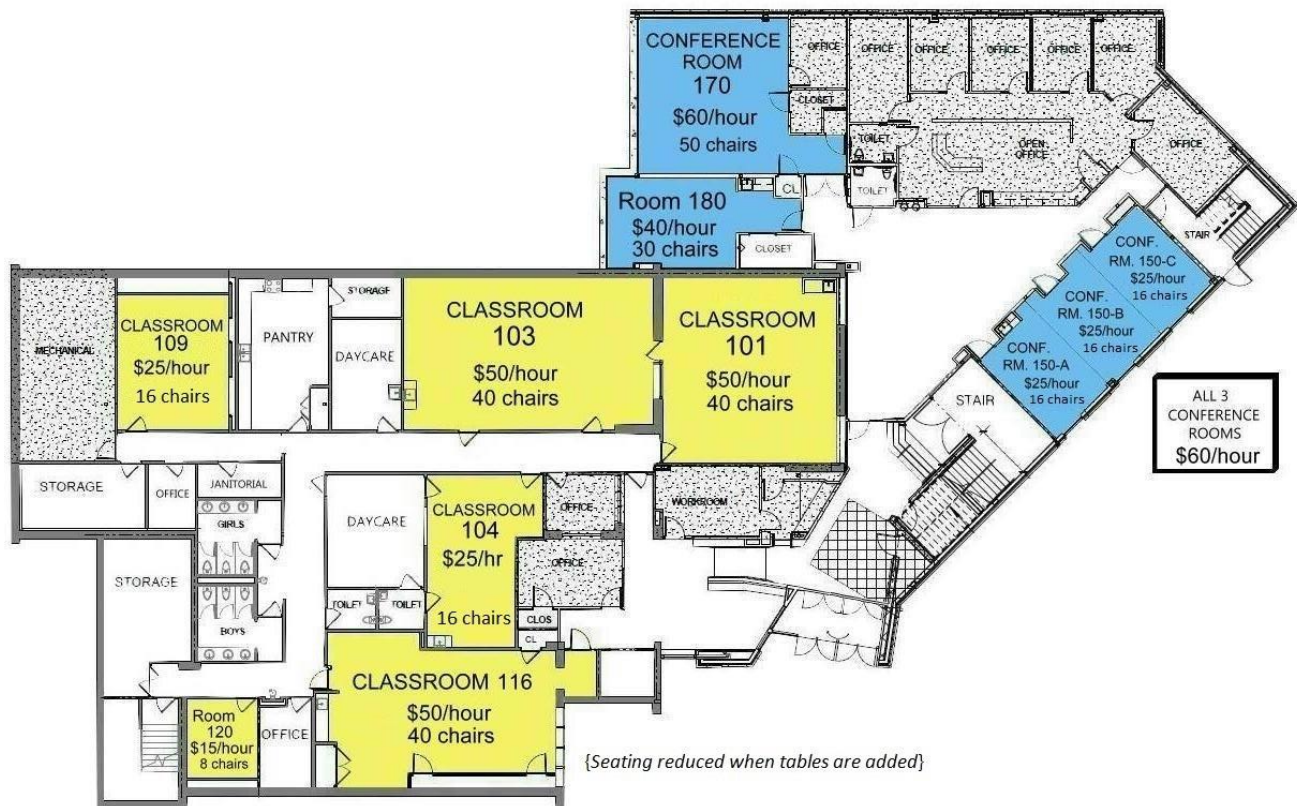 CONFERENCE
ROOM
170
$60/hour
50 chairs
OFFICE
OFFICE
OFFICE
OFFICE
OFFICE
OFFICE
CLOSET
TOILET
OPEN
OFFICE
OFFICE
TOILET
Room 180
$40/hour
30 chairs
CL
CLOSET
STAIR
CONF.
RM. 150-C
$25/hour
16 chairs
CONF.
RM. 150-B
$25/hour
16 chairs
CONF.
RM. 150-A
$25/hour
16 chairs
ALL 3
CONFERENCE
ROOMS
$60/hour
MECHANICAL
CLASSROOM
109
$25/hour
16 chairs
PANTRY
STORAGE
DAYCARE
CLASSROOM
103
$50/hour
40 chairs
CLASSROOM
101
$50/hour
40 chairs
STAIR
STORAGE
OFFICE
JANITORIAL
GIRLS
DAYCARE
CLASSROOM
104
$25/hr
16 chairs
OFFICE
WORKROOM
OFFICE
STORAGE
BOYS
TOILET
TOILET
CLOS
CL
CLASSROOM 116
$50/hour
40 chairs
Room
120
$15/hour
8 chairs
OFFICE
{Seating reduced when tables are added}